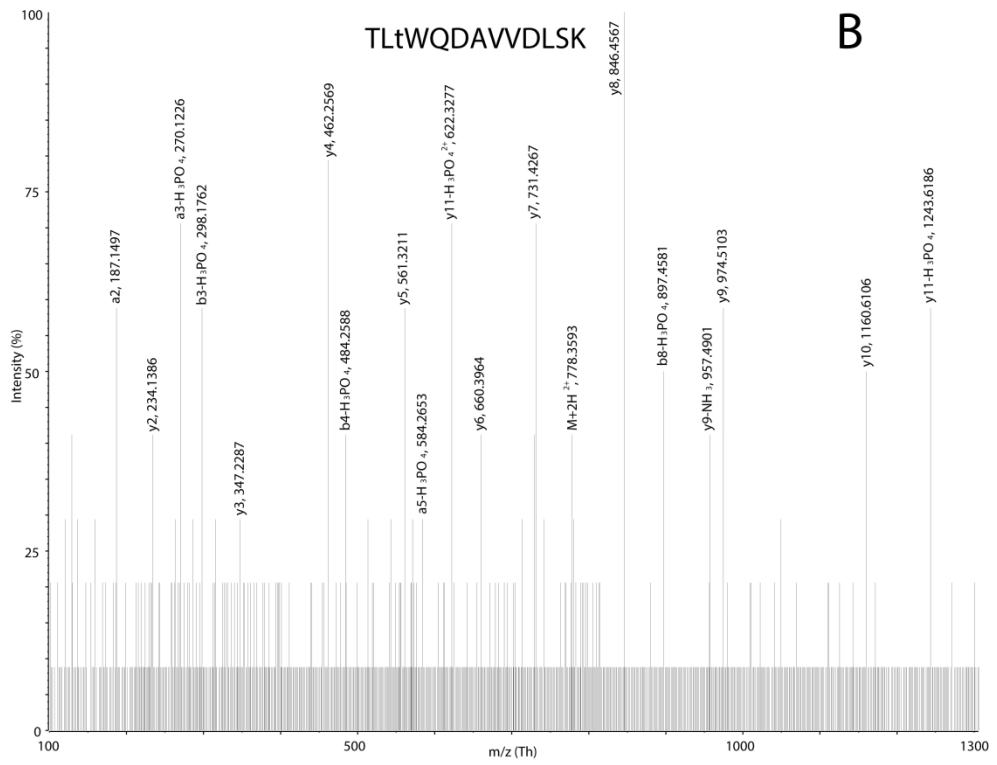 TLtWQDAVVDLSK
B
100
75
50
25
0
Intensity (%)
a2, 187.1497
y2, 234.1386
a3-H3PO4, 270.1226
b3-H3PO4, 298.1762
y3, 347.2287
y4, 462.2569
b4-H3PO4, 484.2588
y5, 561.3211
a5-H3PO4, 584.2653
y11-H3PO4 2+, 622.3277
y6, 660.3964
y7, 731.4267
M+2H 2+, 778.3593
y8, 846.4567
b8-H3PO4, 897.4581
y9-NH3, 957.4901
y9, 974.5103
y10, 1160.6106
y11-H3PO4, 1243.6186
100
500
1000
1300
m/z (Th)